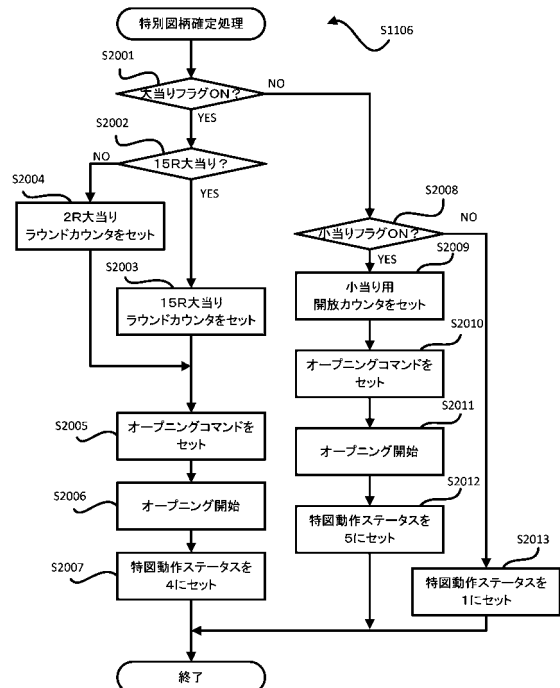 特別図柄確定処理
S1106
S2001
大当りフラグON?
NO
YES
S2002
15R大当り?
NO
YES
S2004
2R大当り
ラウンドカウンタをセット
S2003
15R大当り
ラウンドカウンタをセット
S2005
オープニングコマンドを
セット
S2006
オープニング開始
S2007
特図動作ステータスを
4にセット
S2008
小当りフラグON?
NO
YES
S2009
小当り用
開放カウンタをセット
S2010
オープニングコマンドを
セット
S2011
オープニング開始
S2012
特図動作ステータスを
5にセット
S2013
特図動作ステータスを
1にセット
終了